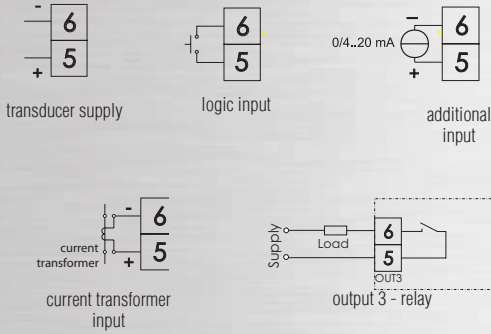 -
6
5
+
transducer supply
6
5
logic input
0/4..20 mA
−
6
5
+
additional
input
-
6
5
+
current
transformer
current transformer
input
Supply
Load
6
5
OUT3
output 3 - relay